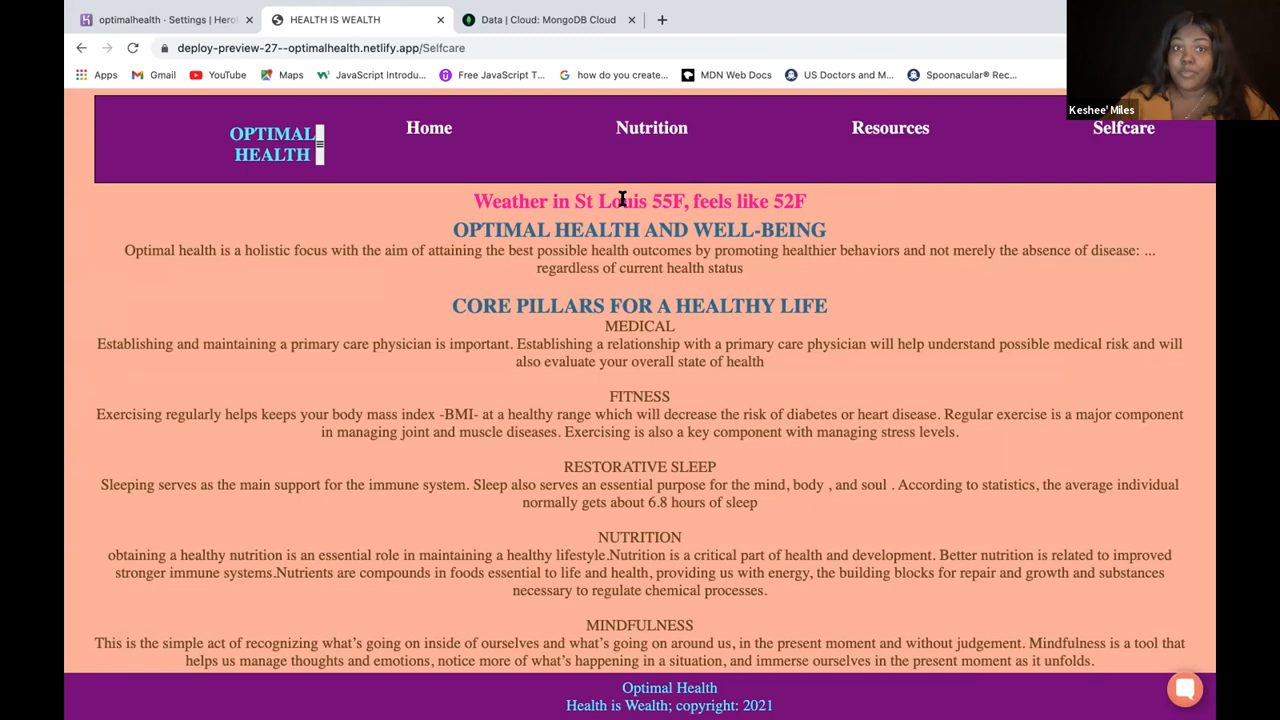 optimalhealth · Settings | Hero
HEALTH IS WEALTH
Data | Cloud: MongoDB Cloud
deploy-preview-27--optimalhealth.netlify.app/Selfcare
Apps
Gmail
YouTube
Maps
JavaScript Introdu...
Free JavaScript T...
how do you create...
MDN Web Docs
US Doctors and M...
Spoonacular® Rec...
Keshee' Miles
OPTIMAL
HEALTH
Home
Nutrition
Resources
Selfcare
Weather in St Louis 55F, feels like 52F
OPTIMAL HEALTH AND WELL-BEING
Optimal health is a holistic focus with the aim of attaining the best possible health outcomes by promoting healthier behaviors and not merely the absence of disease: ...
regardless of current health status
CORE PILLARS FOR A HEALTHY LIFE
MEDICAL
Establishing and maintaining a primary care physician is important. Establishing a relationship with a primary care physician will help understand possible medical risk and will
also evaluate your overall state of health
FITNESS
Exercising regularly helps keeps your body mass index -BMI- at a healthy range which will decrease the risk of diabetes or heart disease. Regular exercise is a major component
in managing joint and muscle diseases. Exercising is also a key component with managing stress levels.
RESTORATIVE SLEEP
Sleeping serves as the main support for the immune system. Sleep also serves an essential purpose for the mind, body , and soul . According to statistics, the average individual
normally gets about 6.8 hours of sleep
NUTRITION
obtaining a healthy nutrition is an essential role in maintaining a healthy lifestyle.Nutrition is a critical part of health and development. Better nutrition is related to improved
stronger immune systems.Nutrients are compounds in foods essential to life and health, providing us with energy, the building blocks for repair and growth and substances
necessary to regulate chemical processes.
MINDFULNESS
This is the simple act of recognizing what's going on inside of ourselves and what's going on around us, in the present moment and without judgement. Mindfulness is a tool that
helps us manage thoughts and emotions, notice more of what's happening in a situation, and immerse ourselves in the present moment as it unfolds.
Optimal Health
Health is Wealth; copyright: 2021